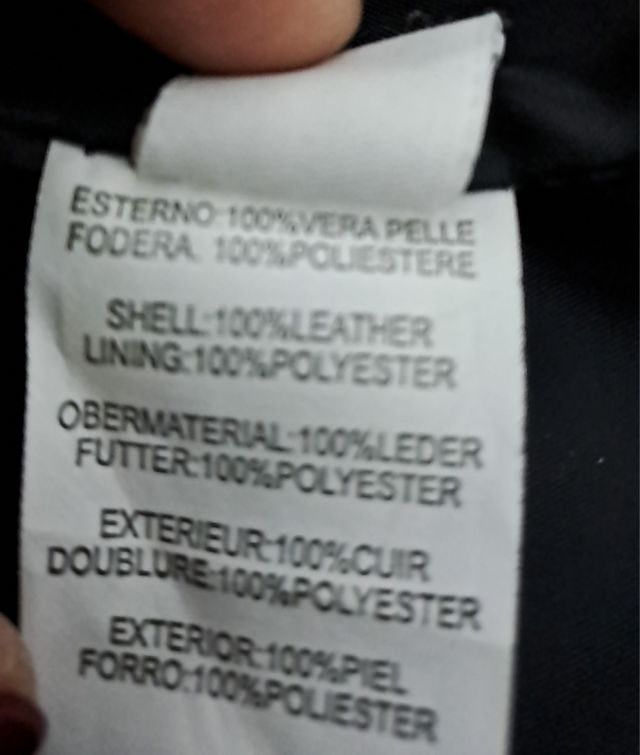 ESTERNO:100%VERA PELLE
FODERA. 100%POLIESTERE
SHELL:100%LEATHER
LINING:100%POLYESTER
OBERMATERIAL:100%LEDER
FUTTER:100%POLYESTER
EXTERIEUR:100%CUIR
DOUBLURE:100%POLYESTER
EXTERIOR:100%PIEL
FORRO:100%POLIESTER